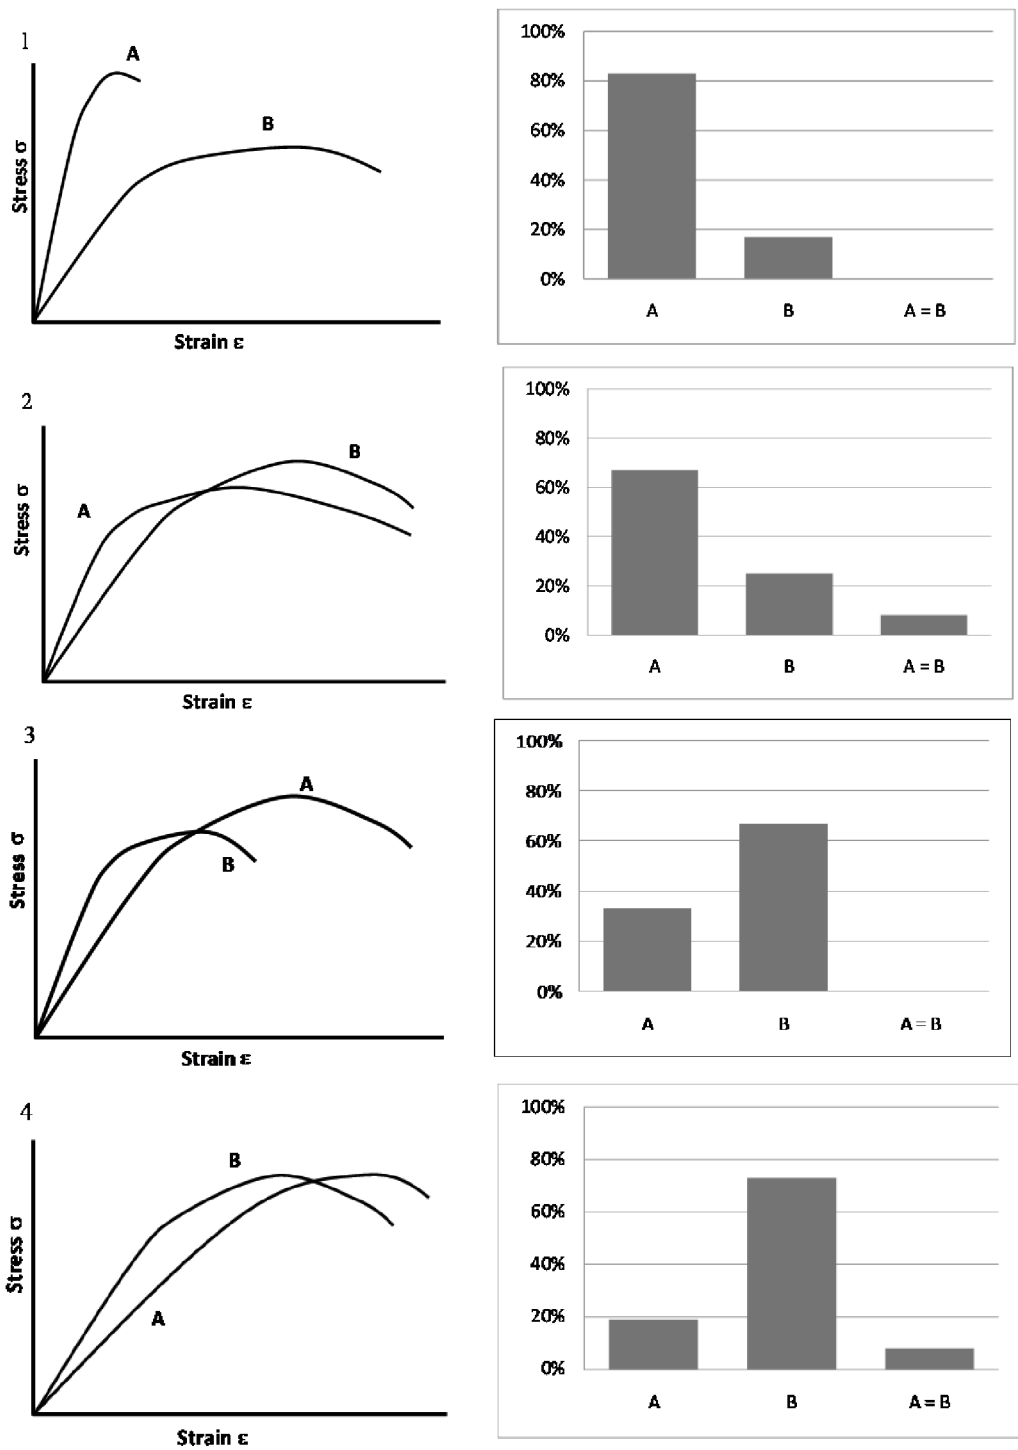 1
A
B
Stress σ
Strain ε
100%
80%
60%
40%
20%
0%
A B A = B
2
A
B
Stress σ
Strain ε
100%
80%
60%
40%
20%
0%
A B A = B
3
A
B
Stress σ
Strain ε
100%
80%
60%
40%
20%
0%
A B A = B
4
B
A
Stress σ
Strain ε
100%
80%
60%
40%
20%
0%
A B A = B